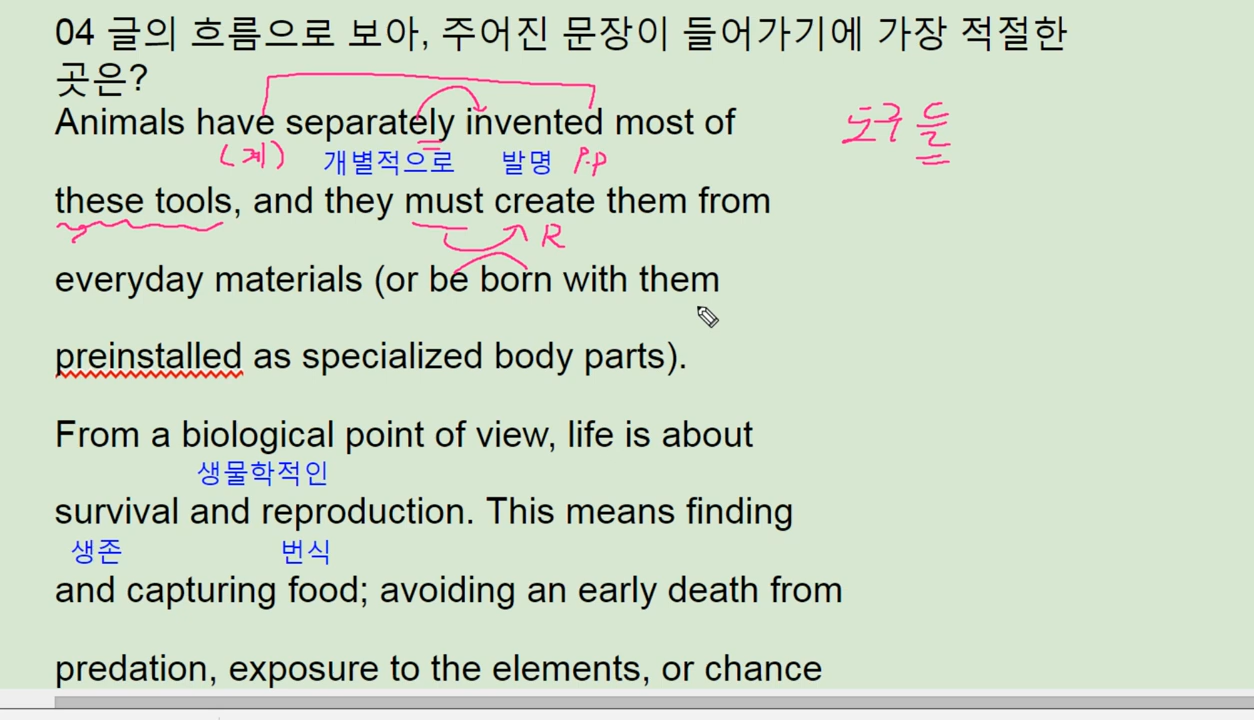 04 글의 흐름으로 보아, 주어진 문장이 들어가기에 가장 적절한
곳은?
Animals have separately invented most of
도구들
(계) 개별적으로 발명 P.P
these tools, and they must create them from
R
everyday materials (or be born with them
preinstalled as specialized body parts).
From a biological point of view, life is about
생물학적인
survival and reproduction. This means finding
생존 번식
and capturing food; avoiding an early death from
predation, exposure to the elements, or chance